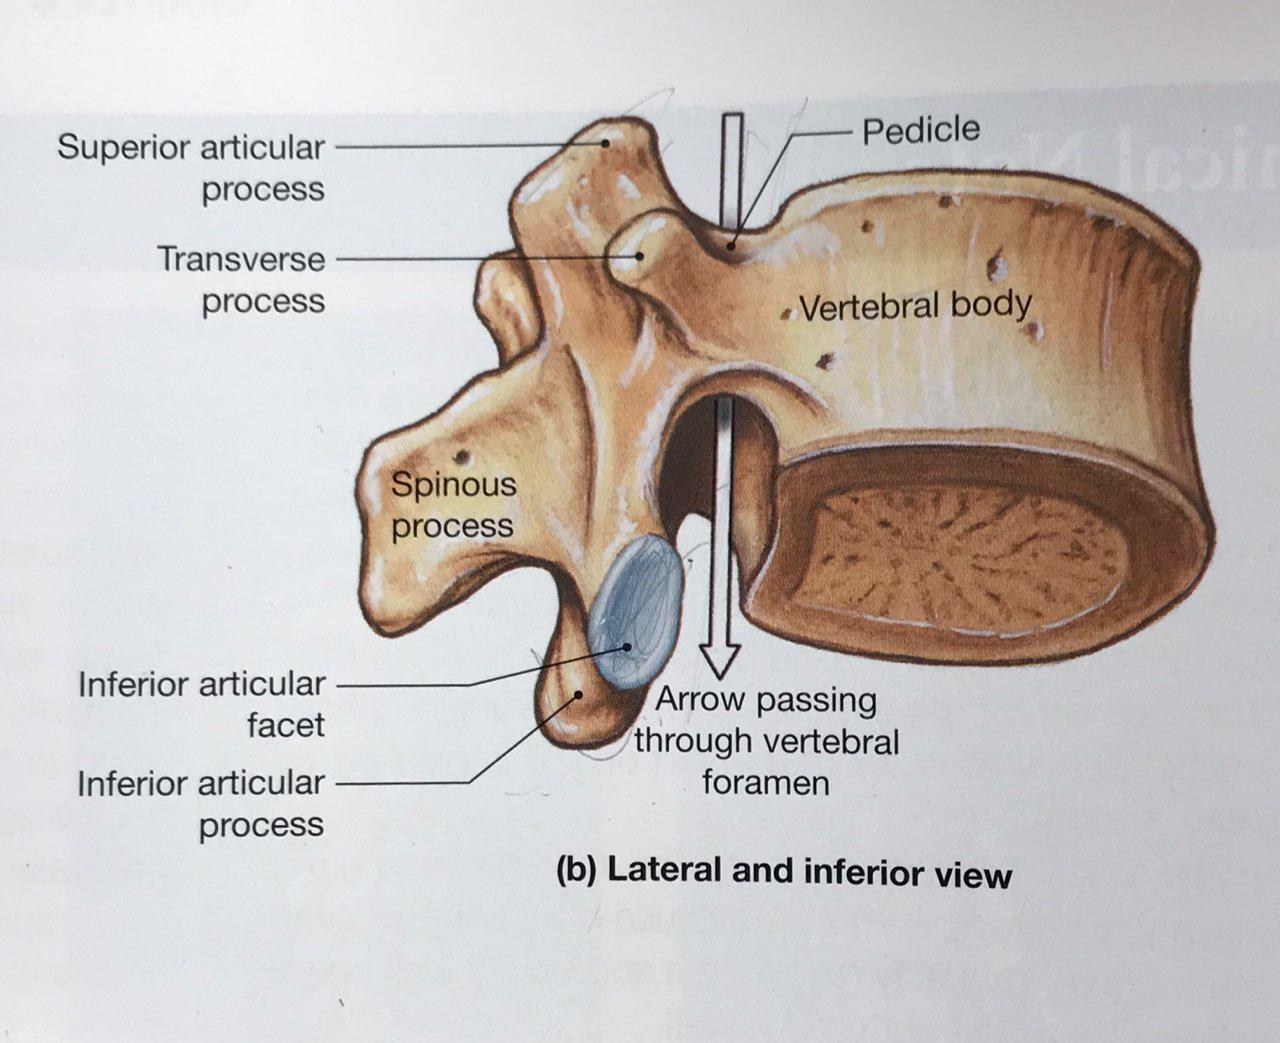 Superior articular
process
Pedicle
Transverse
process
Vertebral body
Spinous
process
Inferior articular
facet
Inferior articular
process
Arrow passing
through vertebral
foramen
(b) Lateral and inferior view